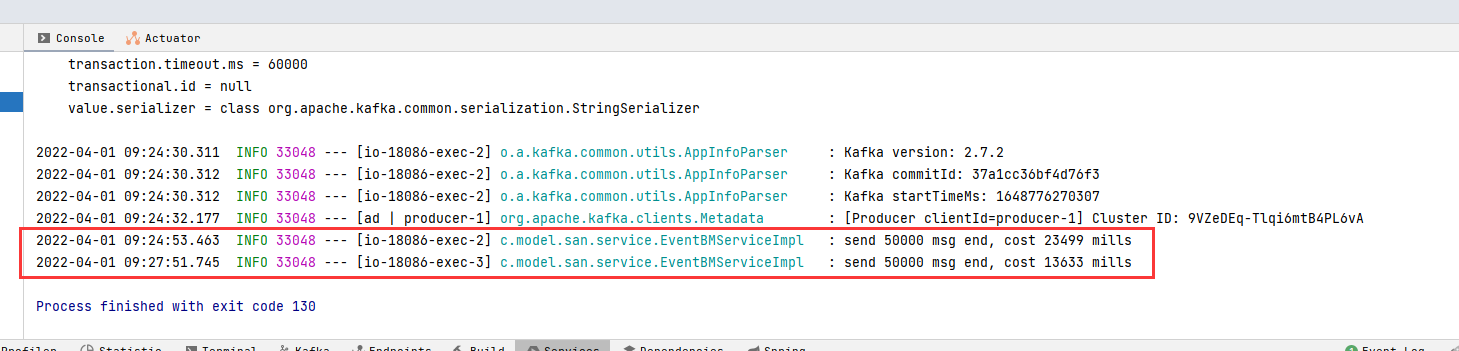 Console Actuator
transaction.timeout.ms = 60000
transactional.id = null
value.serializer = class org.apache.kafka.common.serialization.StringSerializer
2022-04-01 09:24:30.311 INFO 33048 --- [io-18086-exec-2] o.a.kafka.common.utils.AppInfoParser : Kafka version: 2.7.2
2022-04-01 09:24:30.312 INFO 33048 --- [io-18086-exec-2] o.a.kafka.common.utils.AppInfoParser : Kafka commitId: 37a1cc36bf4d76f3
2022-04-01 09:24:30.312 INFO 33048 --- [io-18086-exec-2] o.a.kafka.common.utils.AppInfoParser : Kafka startTimeMs: 1648776270307
2022-04-01 09:24:32.177 INFO 33048 --- [ad | producer-1] org.apache.kafka.clients.Metadata : [Producer clientId=producer-1] Cluster ID: 9VZeDEq-Tlqi6mtB4PL6vA
2022-04-01 09:24:53.463 INFO 33048 --- [io-18086-exec-2] c.model.san.service.EventBMServiceImpl : send 50000 msg end, cost 23499 mills
2022-04-01 09:27:51.745 INFO 33048 --- [io-18086-exec-3] c.model.san.service.EventBMServiceImpl : send 50000 msg end, cost 13633 mills
Process finished with exit code 130
Profiler Statistic Terminal Kafka Endpoints Build Services Dependencies Spring Event Log